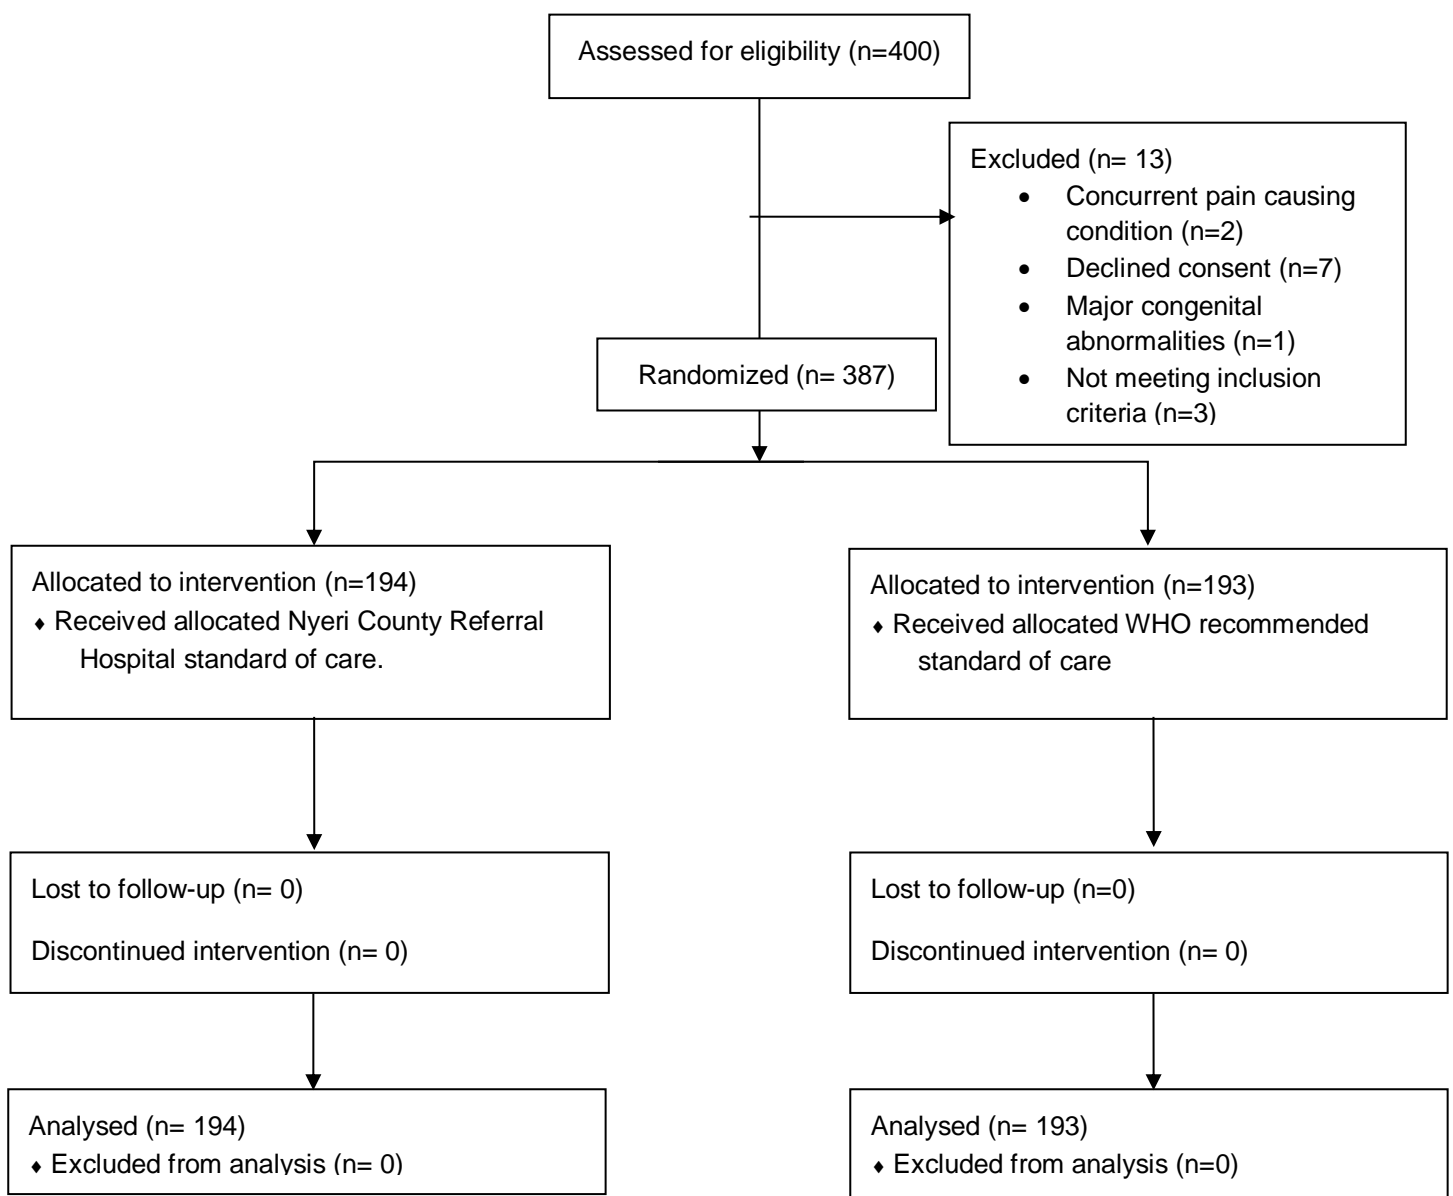 Assessed for eligibility (n=400)
Excluded (n= 13)
• Concurrent pain causing
condition (n=2)
• Declined consent (n=7)
• Major congenital
abnormalities (n=1)
• Not meeting inclusion
criteria (n=3)
Randomized (n= 387)
Allocated to intervention (n=194)
♦ Received allocated Nyeri County Referral
Hospital standard of care.
Allocated to intervention (n=193)
♦ Received allocated WHO recommended
standard of care
Lost to follow-up (n= 0)
Discontinued intervention (n= 0)
Lost to follow-up (n=0)
Discontinued intervention (n= 0)
Analysed (n= 194)
♦ Excluded from analysis (n= 0)
Analysed (n= 193)
♦ Excluded from analysis (n=0)